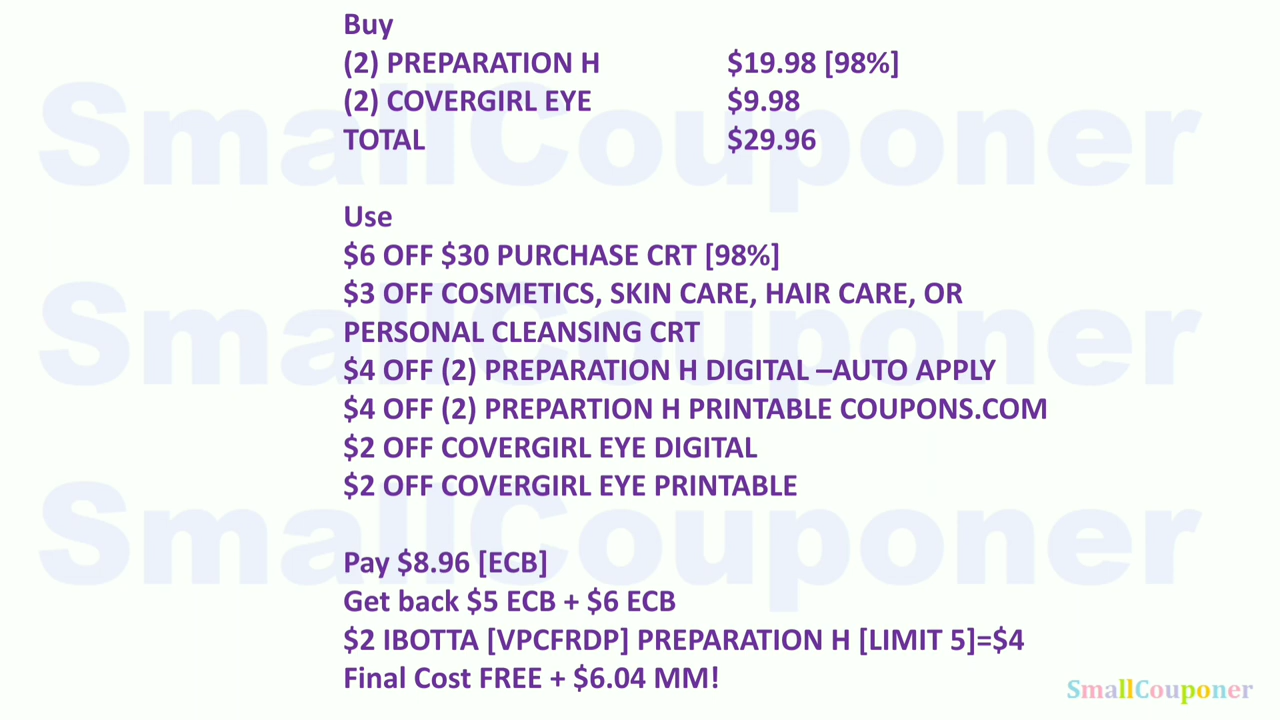 Buy
(2) PREPARATION H $19.98 [98%]
(2) COVERGIRL EYE $9.98
TOTAL $29.96
Use
$6 OFF $30 PURCHASE CRT [98%]
$3 OFF COSMETICS, SKIN CARE, HAIR CARE, OR
PERSONAL CLEANSING CRT
$4 OFF (2) PREPARATION H DIGITAL –AUTO APPLY
$4 OFF (2) PREPARTION H PRINTABLE COUPONS.COM
$2 OFF COVERGIRL EYE DIGITAL
$2 OFF COVERGIRL EYE PRINTABLE
Pay $8.96 [ECB]
Get back $5 ECB + $6 ECB
$2 IBOTTA [VPCFRDP] PREPARATION H [LIMIT 5]=$4
Final Cost FREE + $6.04 MM!
SmallCouponer
SmallCouponer
SmallCouponer
SmallCouponer